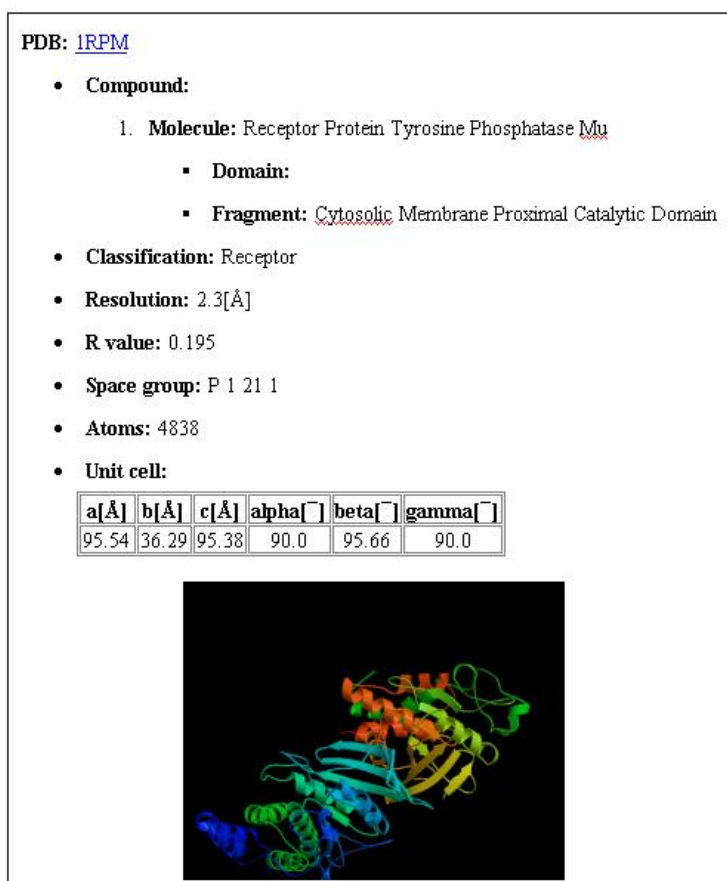 PDB: 1RPM
• Compound:
1. Molecule: Receptor Protein Tyrosine Phosphatase Mu
▪ Domain:
▪ Fragment: Cytosolic Membrane Proximal Catalytic Domain
• Classification: Receptor
• Resolution: 2.3[Å]
• R value: 0.195
• Space group: P 1 21 1
• Atoms: 4838
• Unit cell:
a[Å] b[Å] c[Å] alpha[¯] beta[¯] gamma[¯]
95.54 36.29 95.38 90.0 95.66 90.0